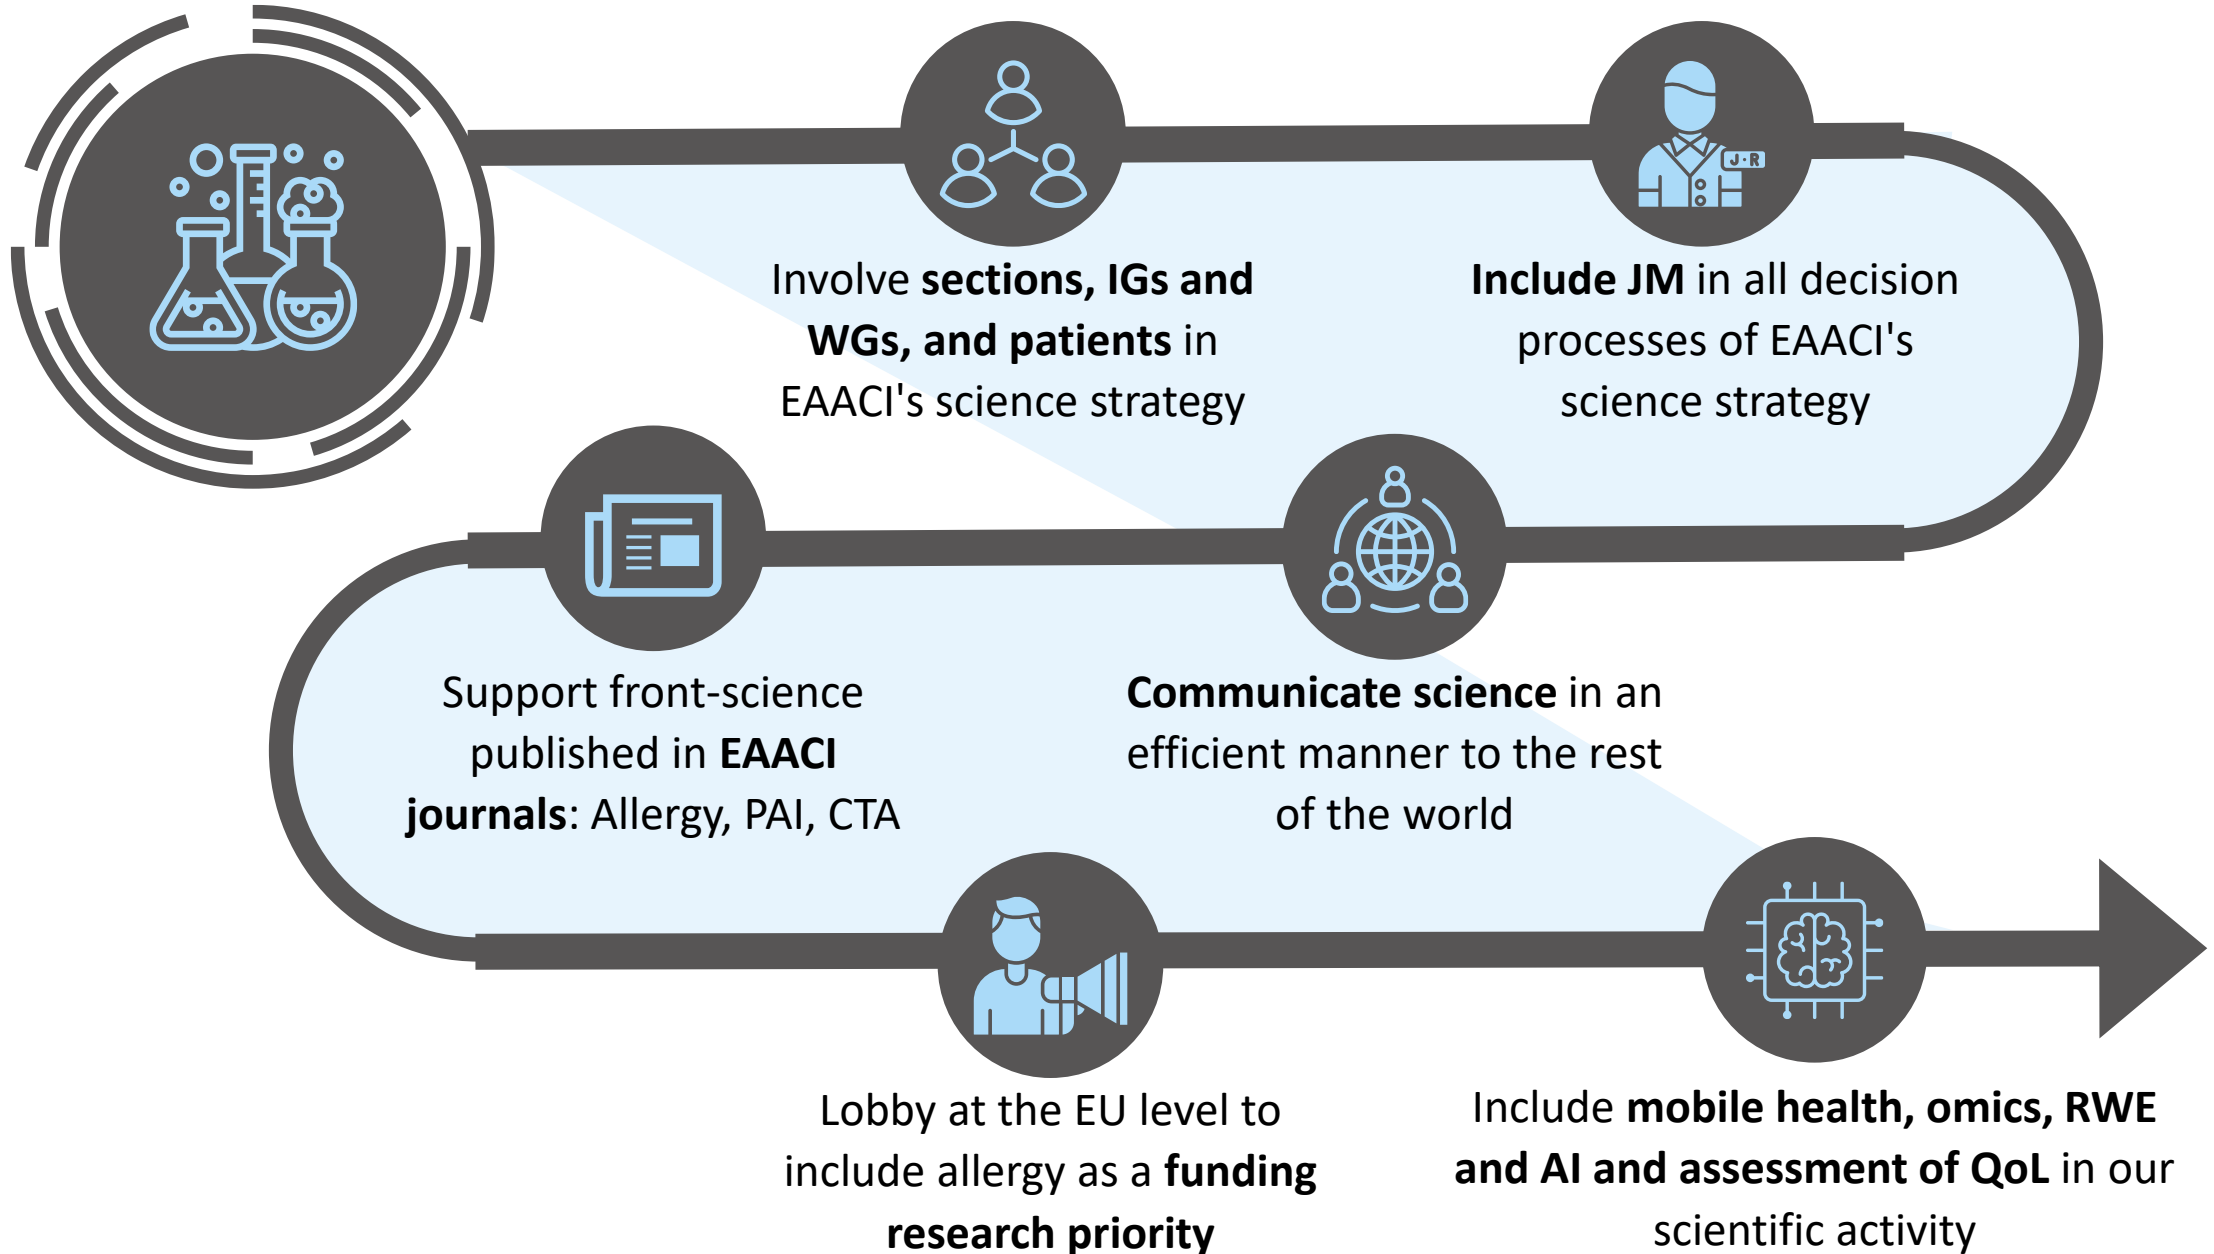 J·R
Involve sections, IGs and
WGs, and patients in
EAACI's science strategy
Include JM in all decision
processes of EAACI's
science strategy
Communicate science in an
efficient manner to the rest
of the world
Support front-science
published in EAACI
journals: Allergy, PAI, CTA
Lobby at the EU level to
include allergy as a funding
research priority
Include mobile health, omics, RWE
and AI and assessment of QoL in our
scientific activity